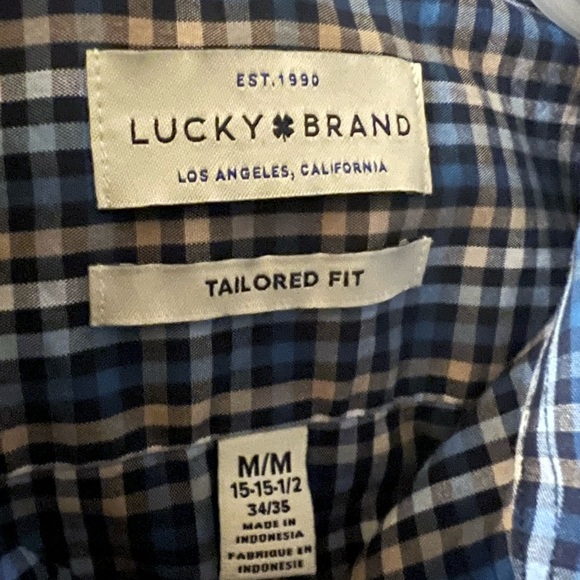 EST.1990
LUCKY BRAND
LOS ANGELES, CALIFORNIA
TAILORED FIT
M/M
15-15-1/2
34/35
MADE IN
INDONESIA
FABRIQUE EN
INDONESIE